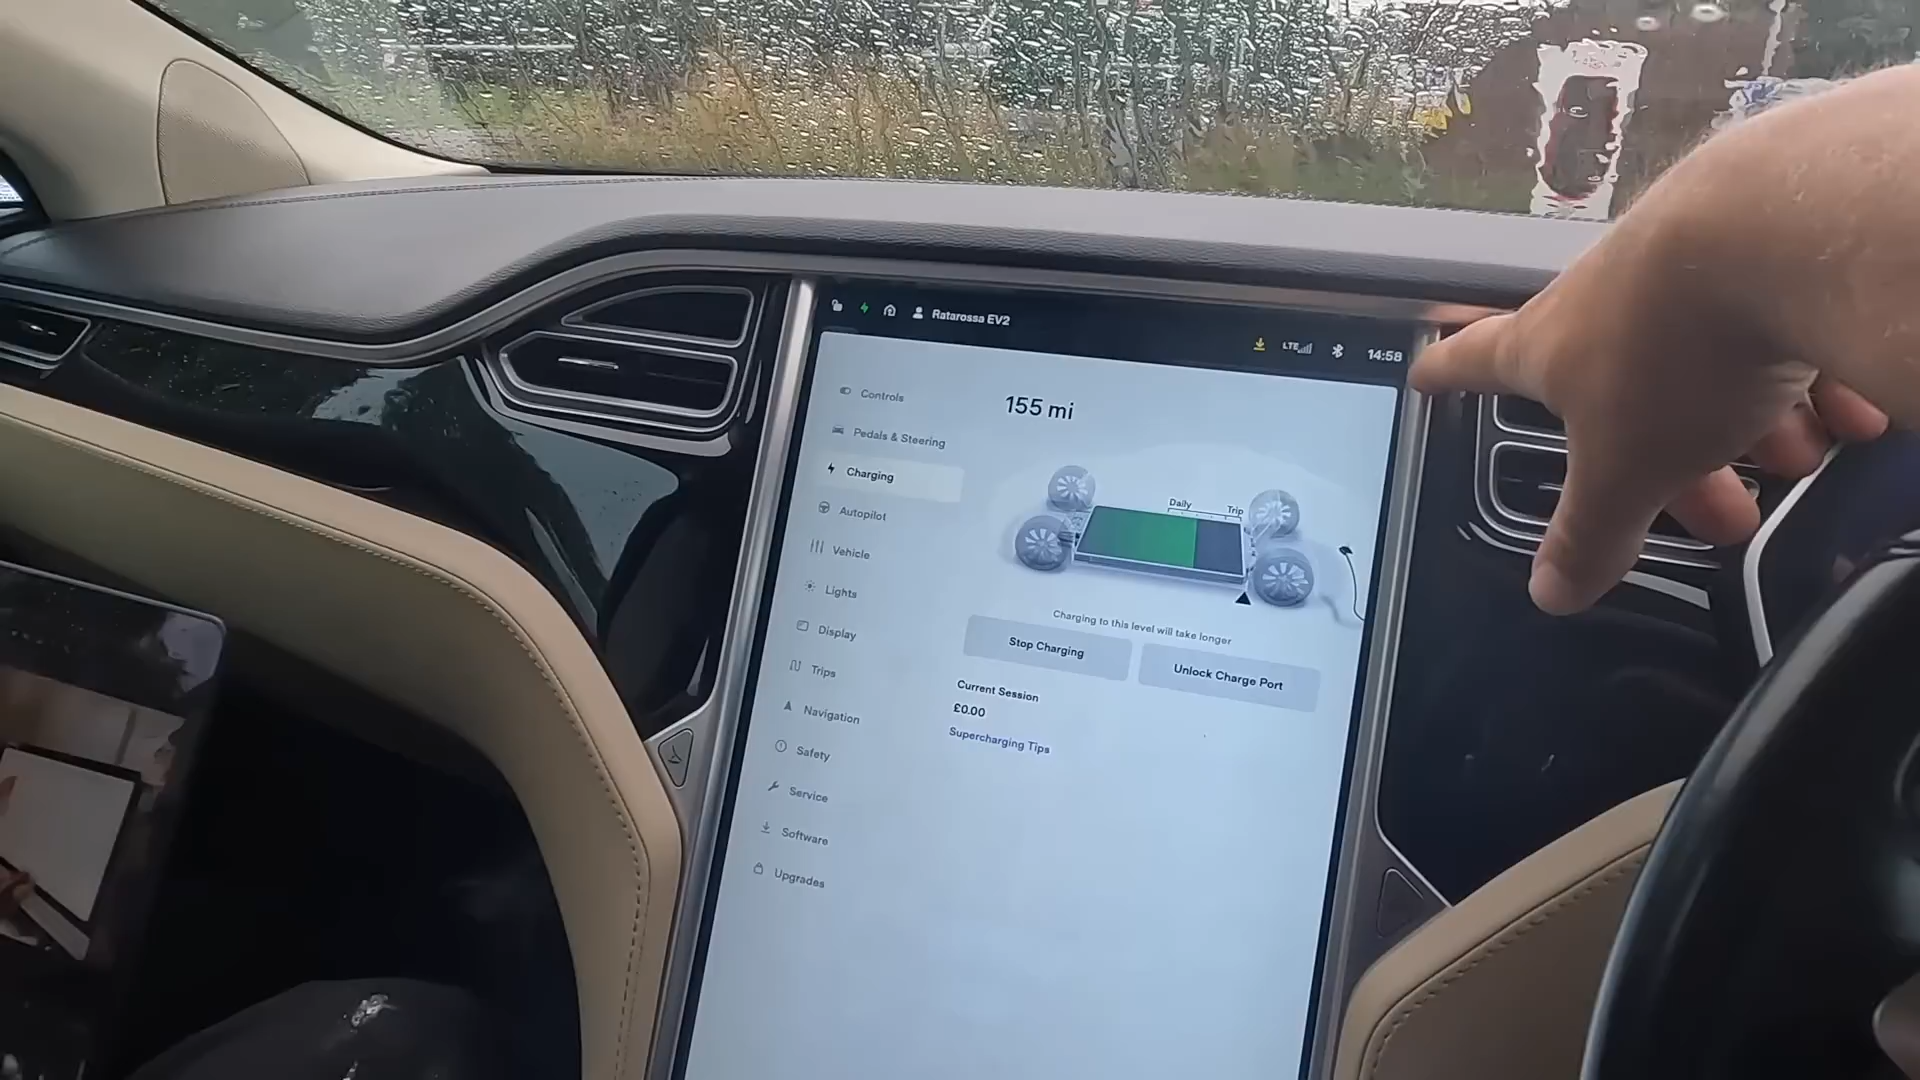 Ratarossa EV2
LTE
14:58
Controls
Pedals & Steering
Charging
Autopilot
Vehicle
Lights
Display
Trips
Navigation
Safety
Service
Software
Upgrades
155 mi
Daily
Trip
Charging to this level will take longer
Stop Charging
Unlock Charge Port
Current Session
£0.00
Supercharging Tips